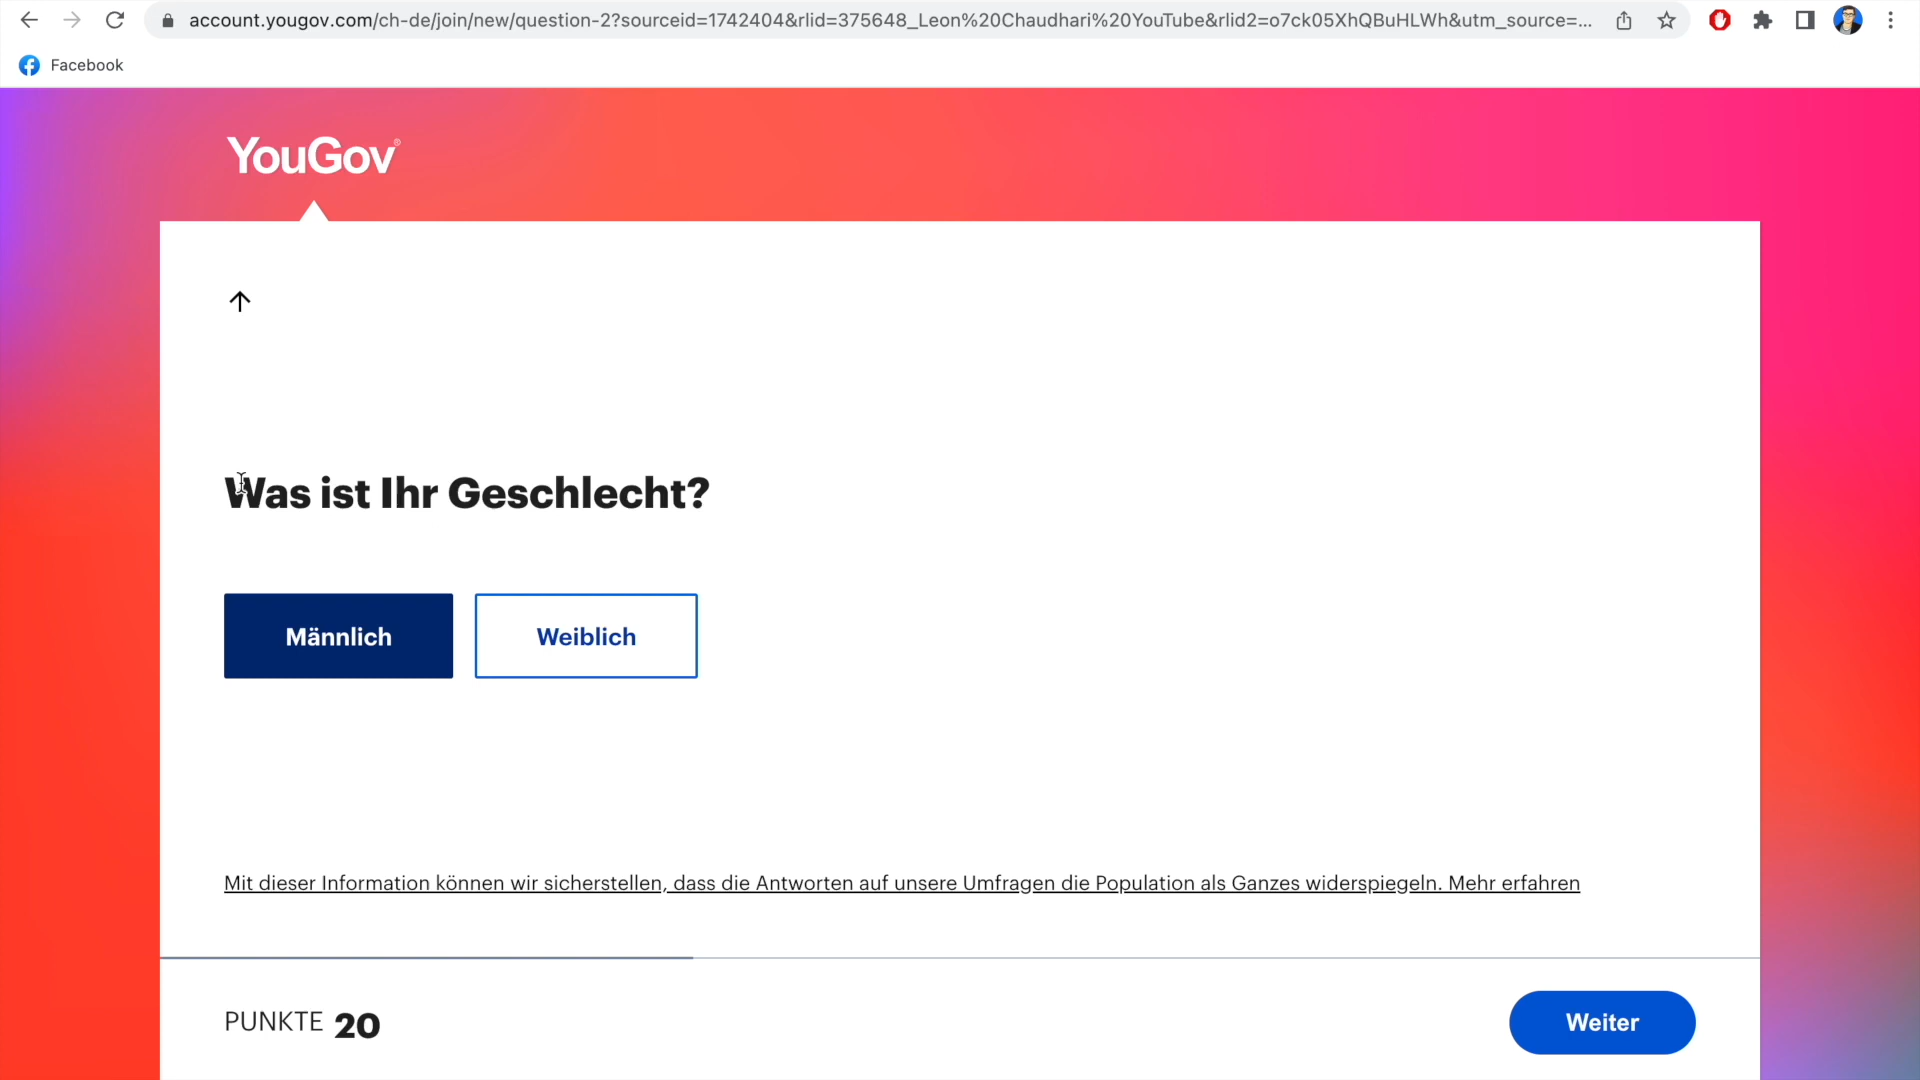 account.yougov.com/ch-de/join/new/question-2?sourceid=1742404&rlid=375648_Leon%20Chaudhari%20YouTube&rlid2=o7ck05XhQBuHLWh&utm_source=...
Facebook
YouGov®
Was ist Ihr Geschlecht?
Männlich
Weiblich
Mit dieser Information können wir sicherstellen, dass die Antworten auf unsere Umfragen die Population als Ganzes widerspiegeln. Mehr erfahren
PUNKTE 20
Weiter